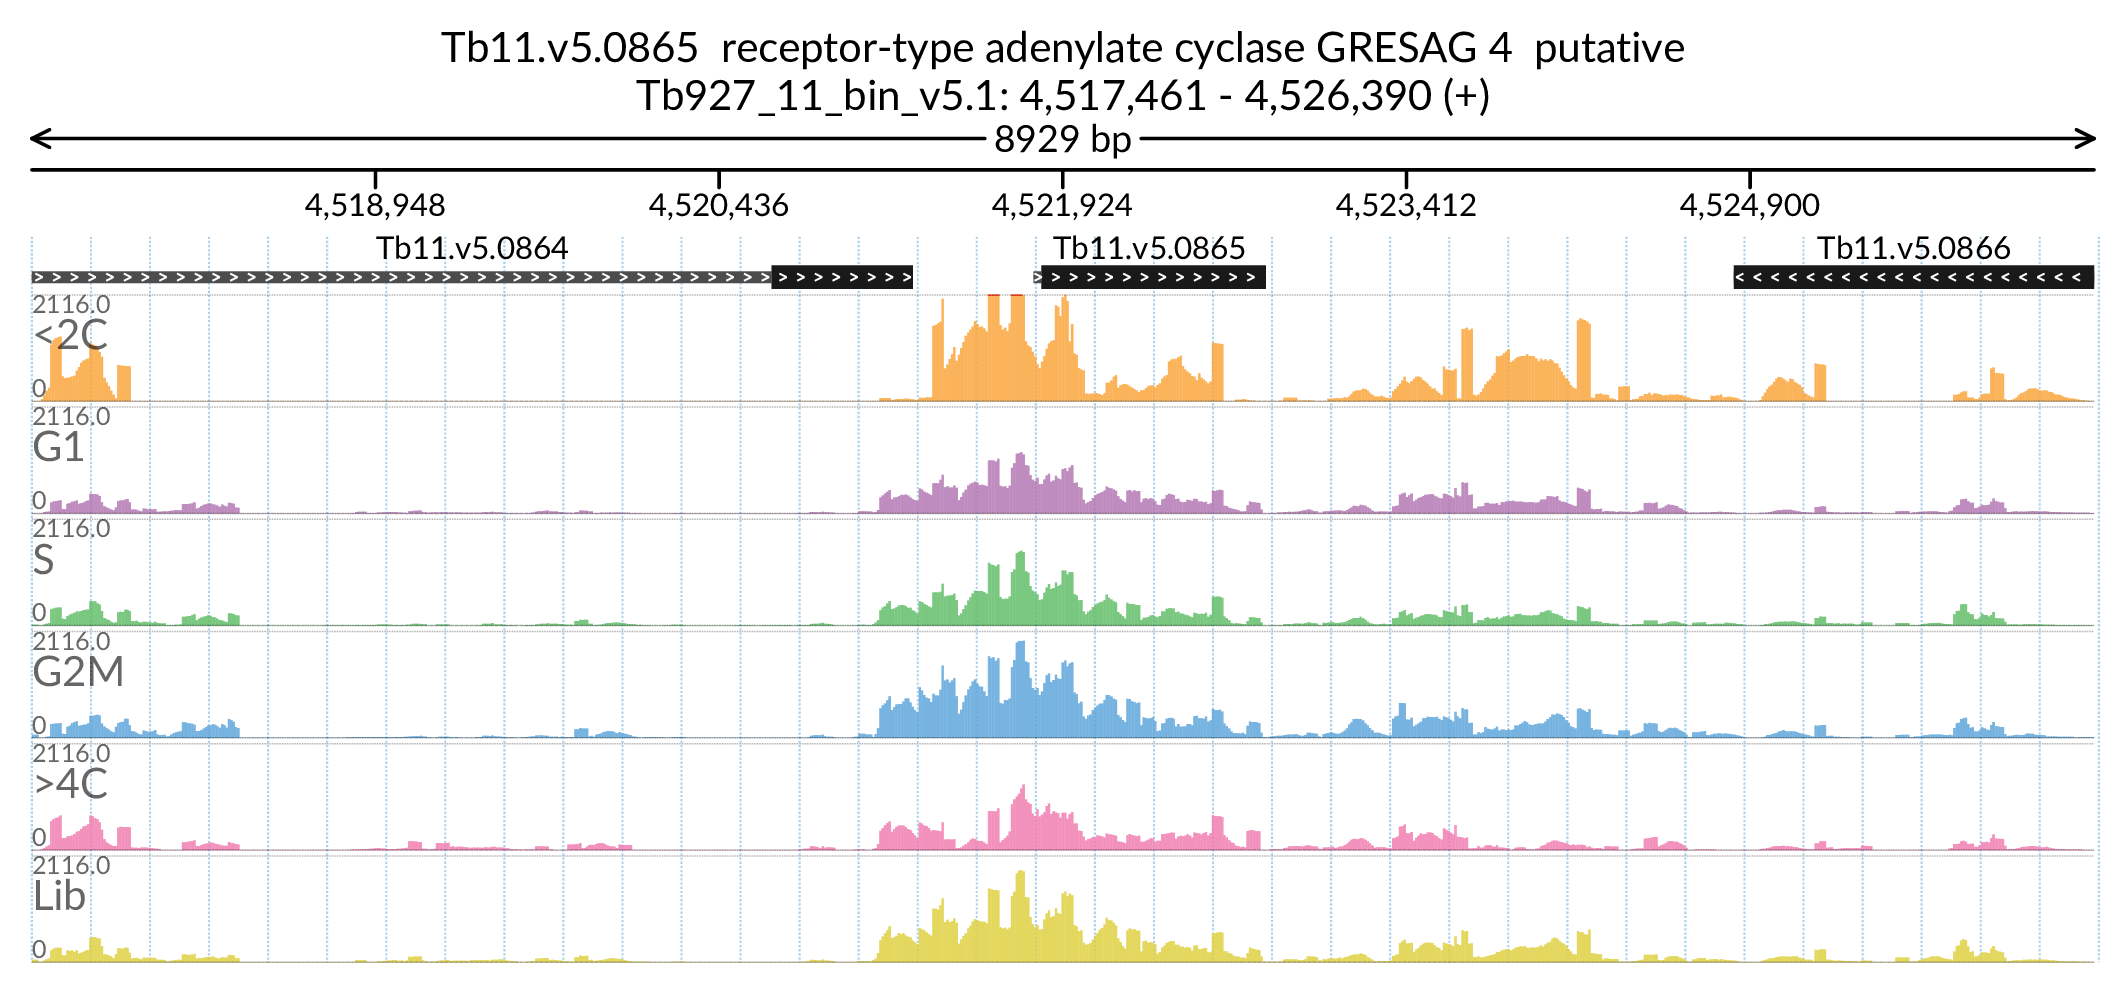 Tb11.v5.0865  receptor-type adenylate cyclase GRESAG 4  putative
Tb927_11_bin_v5.1: 4,517,461 - 4,526,390 (+)
8929 bp
4,518,948 4,520,436 4,521,924 4,523,412 4,524,900
Tb11.v5.0864 Tb11.v5.0865 Tb11.v5.0866
2116.0
<2C
0
2116.0
G1
0
2116.0
S
0
2116.0
G2M
0
2116.0
>4C
0
2116.0
Lib
0